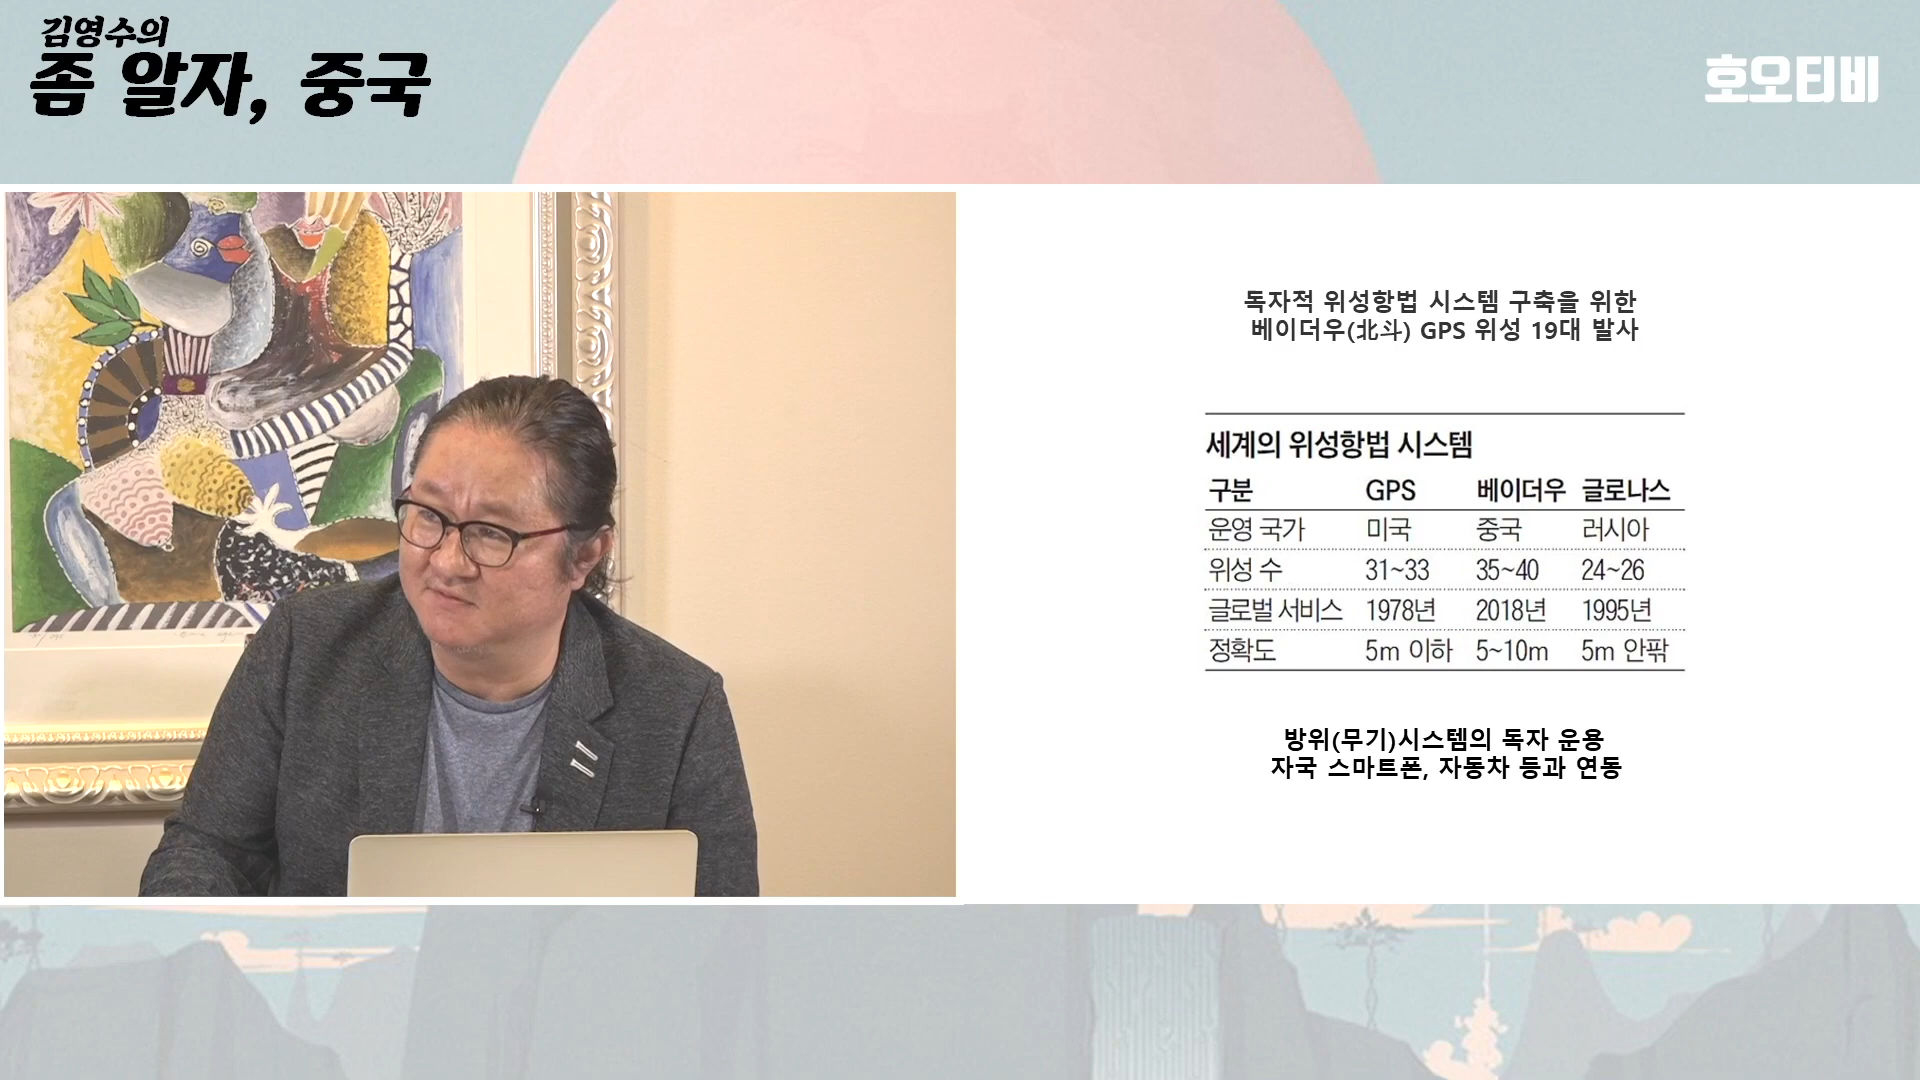 김영수의
좀 알자, 중국
호오티비
독자적 위성항법 시스템 구축을 위한
베이더우(北斗) GPS 위성 19대 발사
세계의 위성항법 시스템
구분 GPS 베이더우 글로나스
운영 국가 미국 중국 러시아
위성 수 31~33 35~40 24~26
글로벌 서비스 1978년 2018년 1995년
정확도 5m 이하 5~10m 5m 안팎
방위(무기)시스템의 독자 운용
자국 스마트폰, 자동차 등과 연동